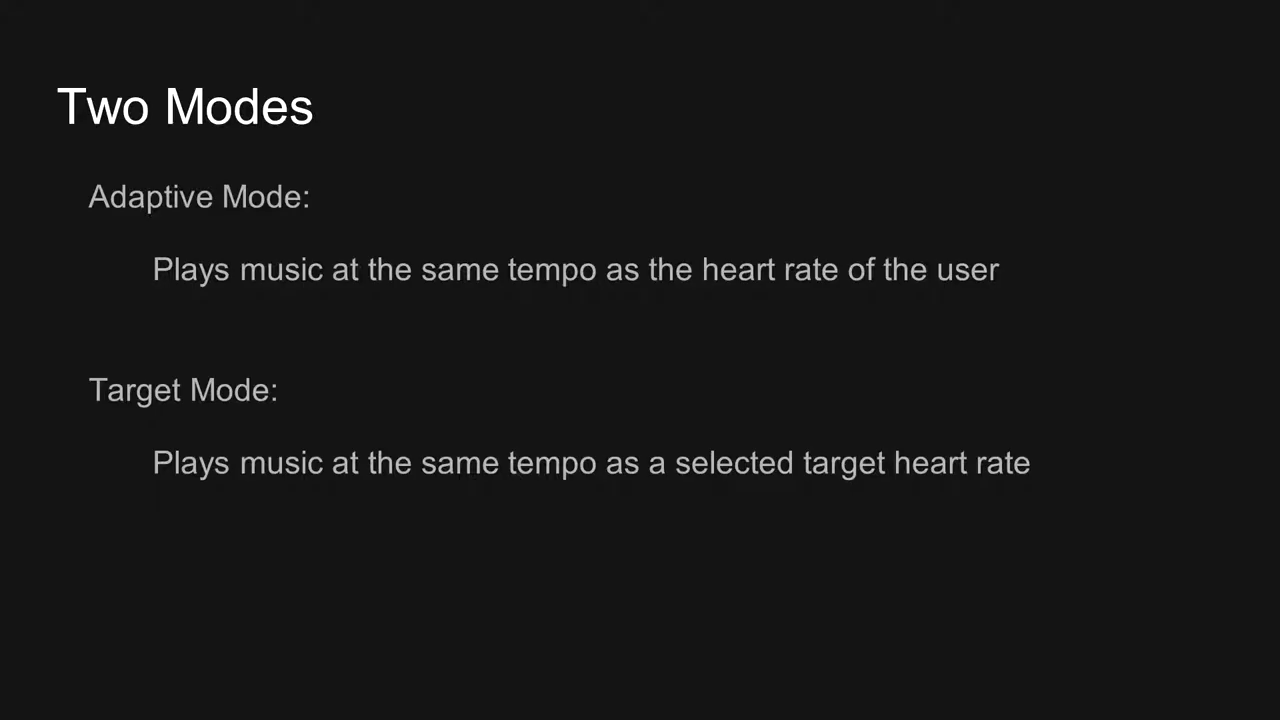 Two Modes
Adaptive Mode:
Plays music at the same tempo as the heart rate of the user
Target Mode:
Plays music at the same tempo as a selected target heart rate